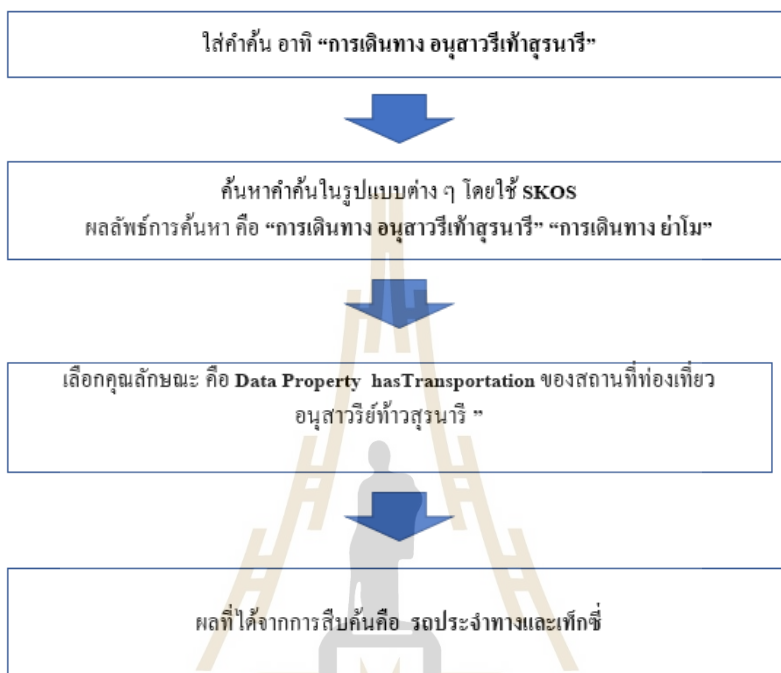 ใส่คำค้น อาทิ “การเดินทาง อนุสาวรีเท้าสุรนารี”
ค้นหาคำค้นในรูปแบบต่าง ๆ โดยใช้ SKOS
ผลลัพธ์การค้นหา คือ “การเดินทาง อนุสาวรีเท้าสุรนารี” “การเดินทาง ย่าโม”
เลือกคุณลักษณะ คือ Data Property hasTransportation ของสถานที่ท่องเที่ยว
อนุสาวรีย์ท้าวสุรนารี ”
ผลที่ได้จากการสืบค้นคือ รถประจำทางและเท็กซี่